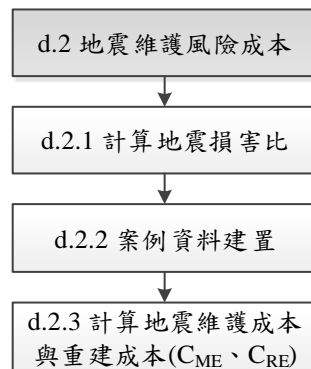 d.2 地震維護風險成本
d.2.1 計算地震損害比
d.2.2 案例資料建置
d.2.3 計算地震維護成本
與重建成本(CME、CRE)